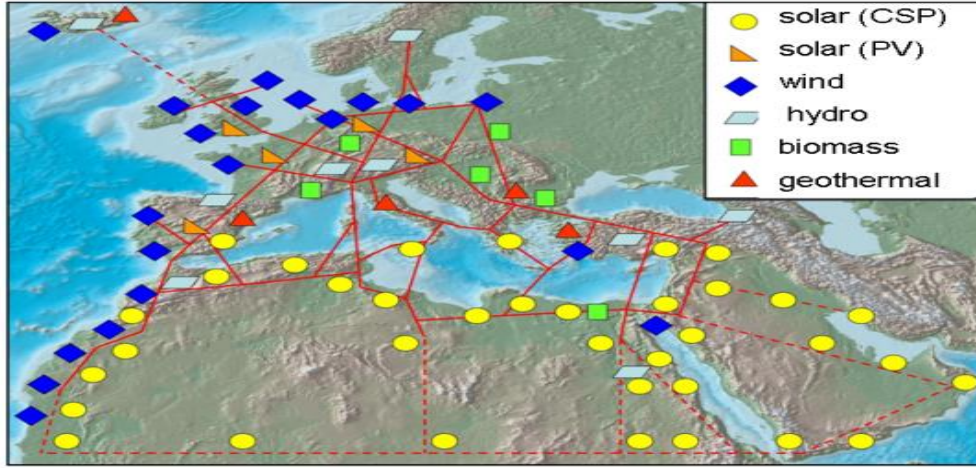 solar (CSP)
solar (PV)
wind
hydro
biomass
geothermal